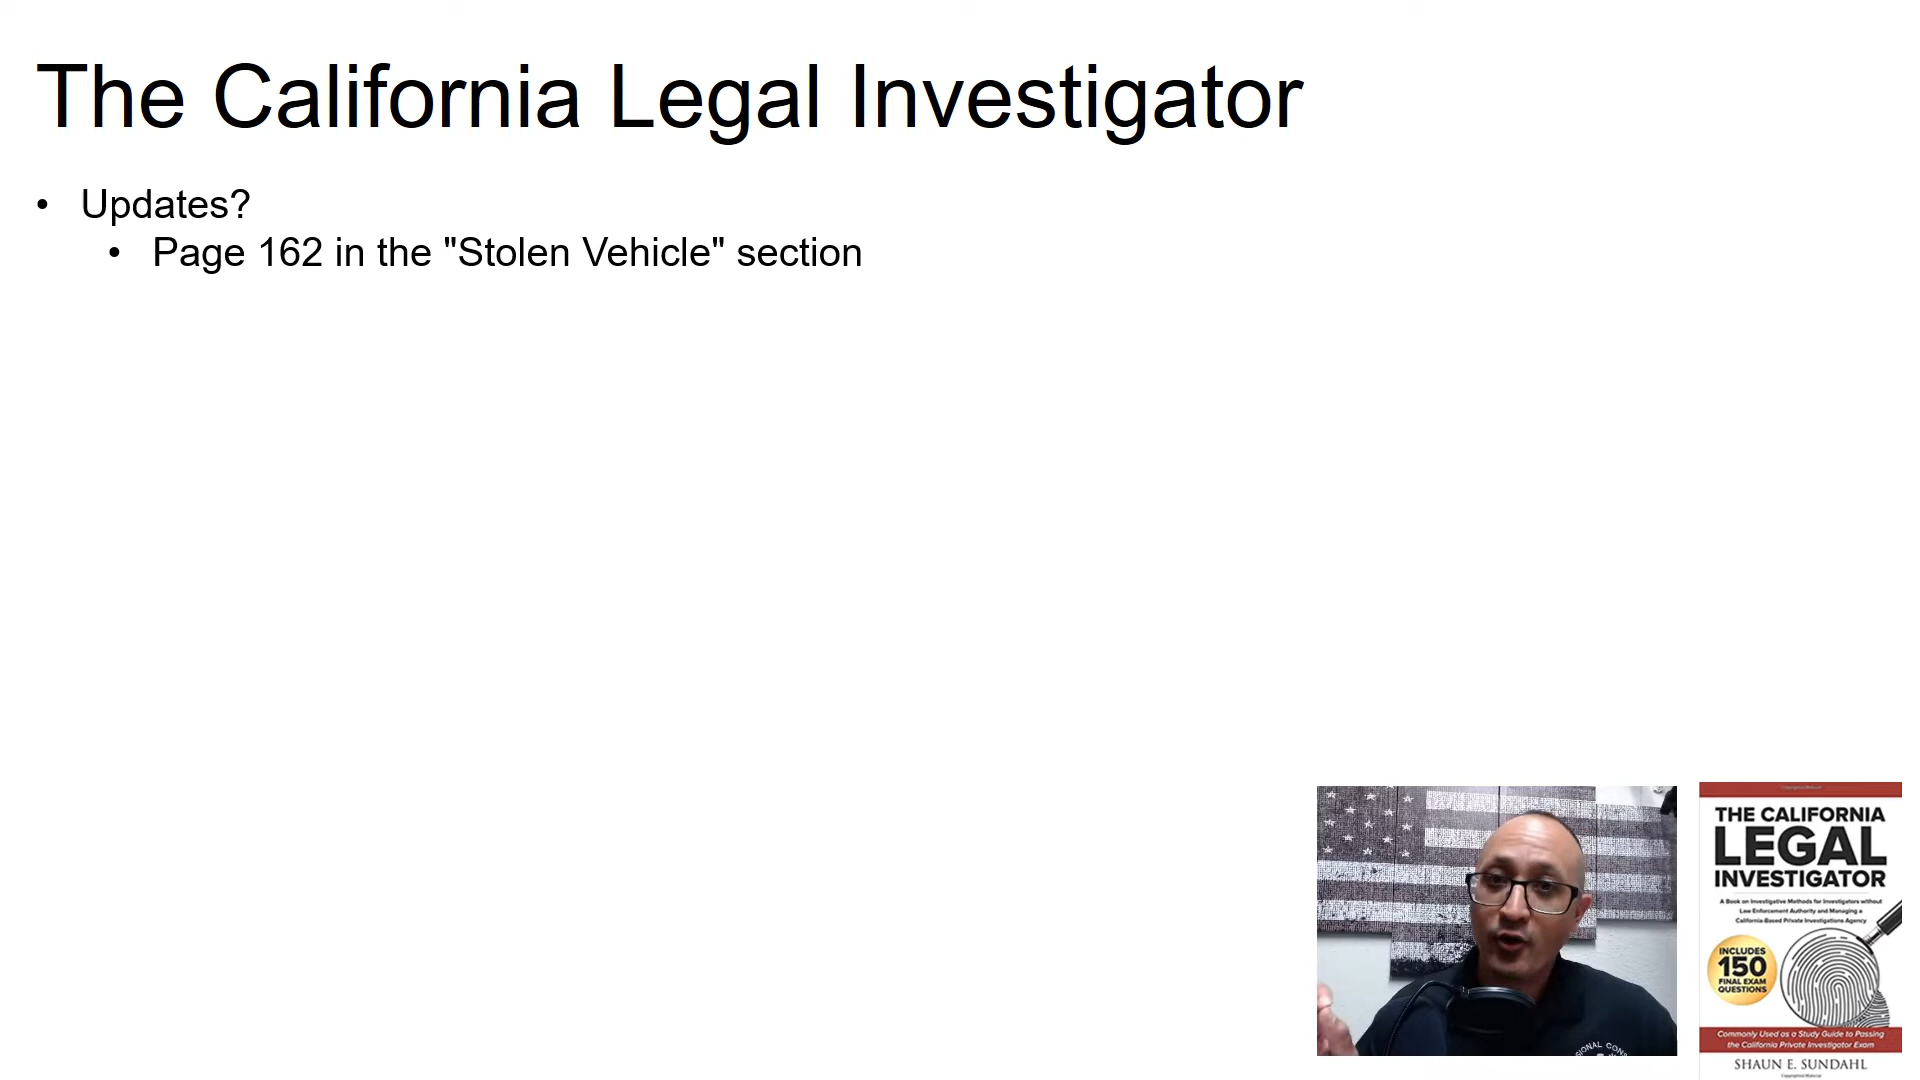 The California Legal Investigator
• Updates?
• Page 162 in the "Stolen Vehicle" section
THE CALIFORNIA
LEGAL
INVESTIGATOR
A Book on Investigative Methods for Investigators without
Law Enforcement Authority and Managing a
California-Based Private Investigations Agency
INCLUDES
150
FINAL EXAM
QUESTIONS
Commonly Used as a Study Guide to Passing
the California Private Investigator Exam
SHAUN E. SUNDAHL
Copyrighted Material